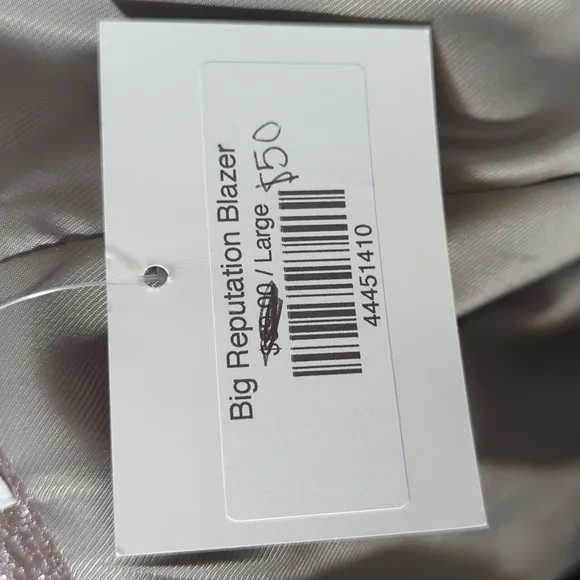 Big Reputation Blazer
/ Large $50
44451410